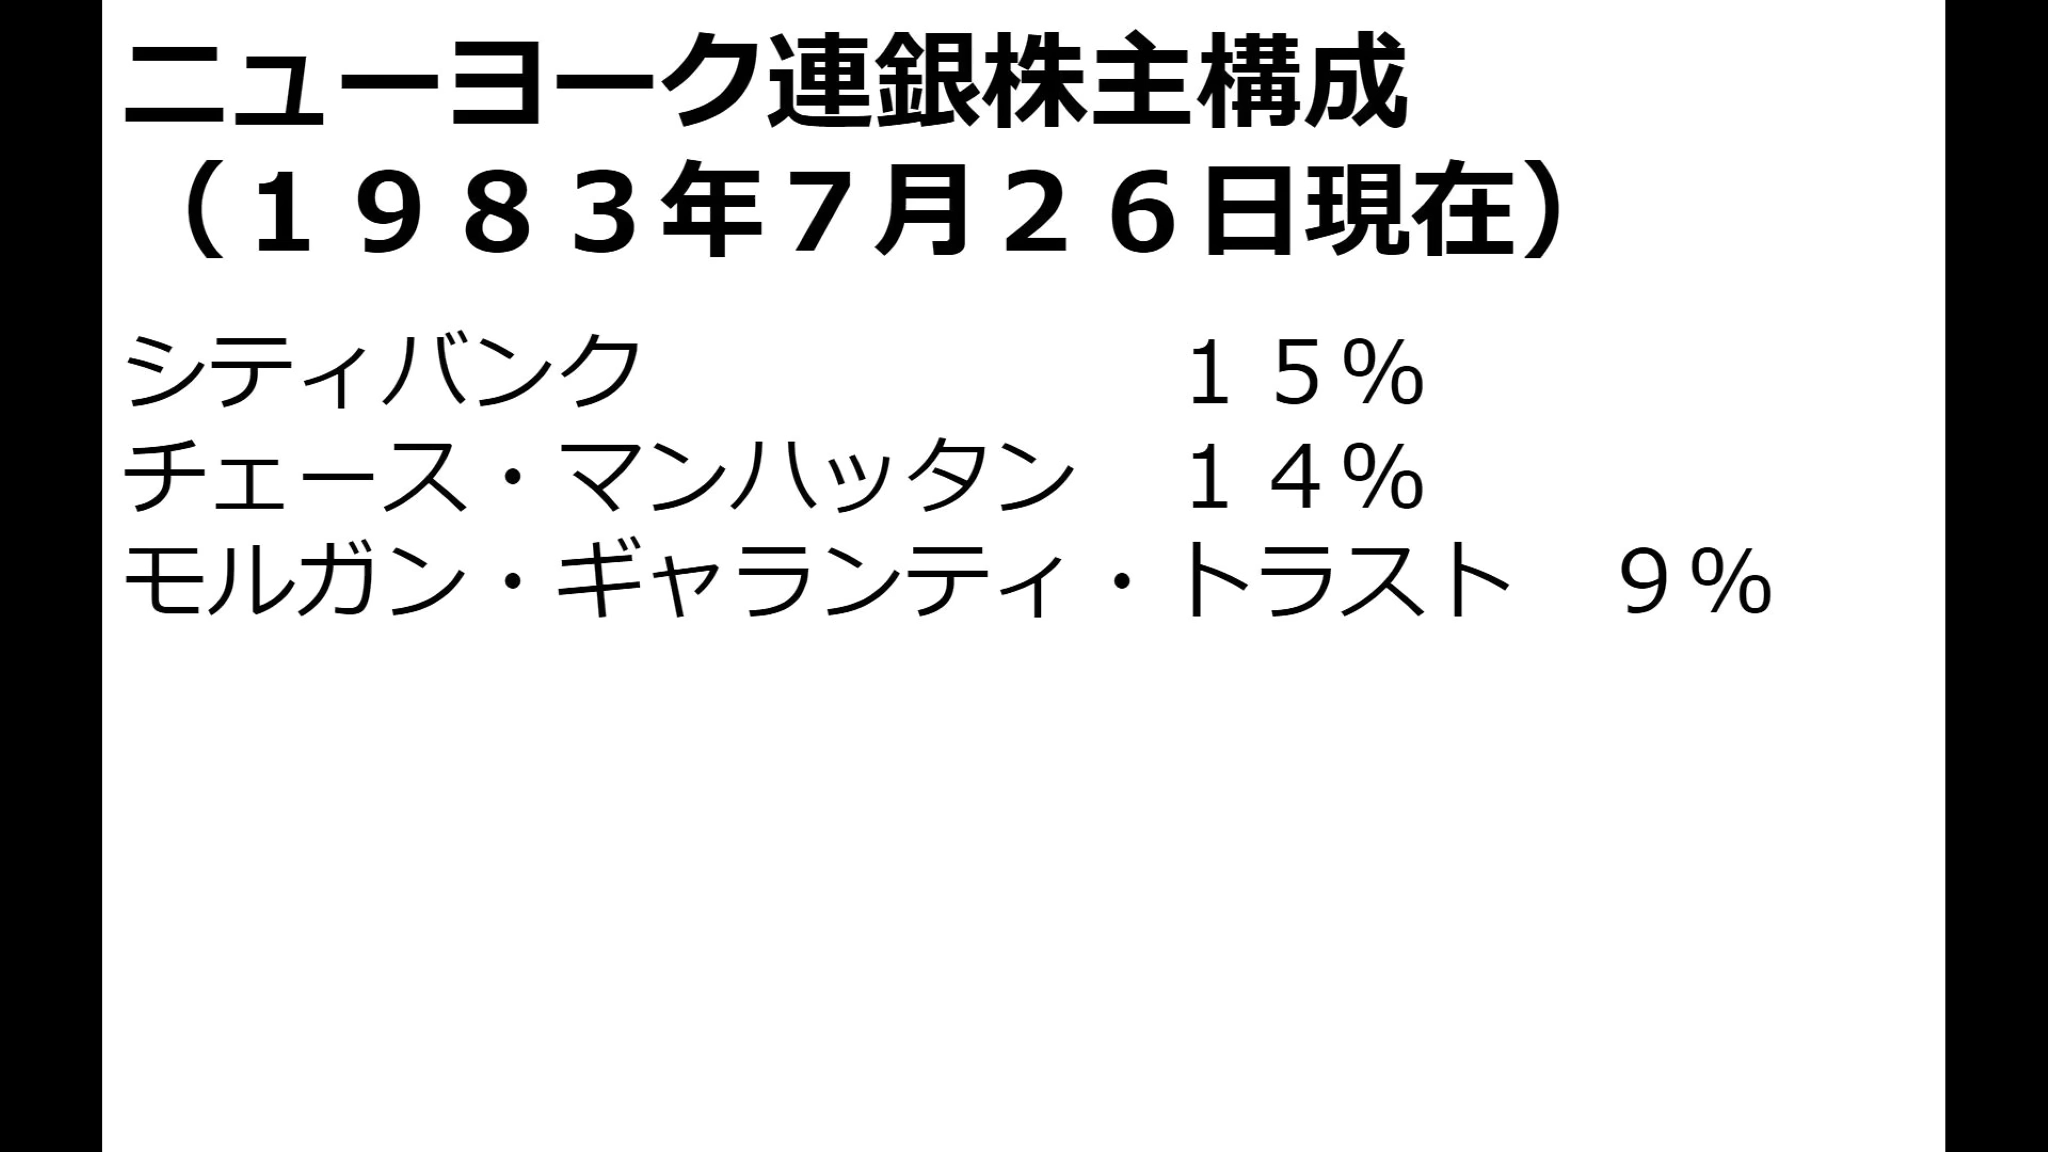 ニューヨーク連銀株主構成
（１９８３年７月２６日現在）
シティバンク　　　　　　１５％
チェース・マンハッタン　１４％
モルガン・ギャランティ・トラスト　９％